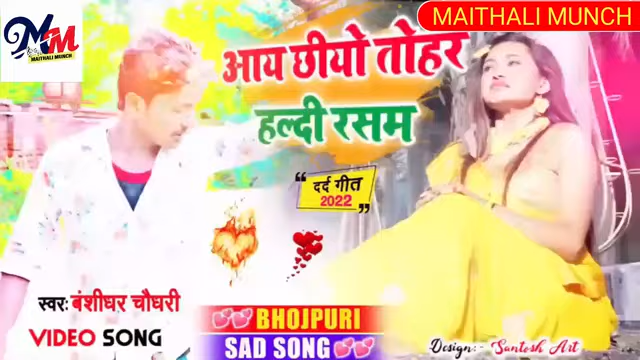 MM
MAITHALI MUNCH
MAITHALI MUNCH
आय छीयो तोहर
हल्दी रसम
“दर्द गीत
2022”
स्वरः बंशीधर चौधरी
VIDEO SONG
BHOJPURI
SAD SONG
Design:- Santosh Art